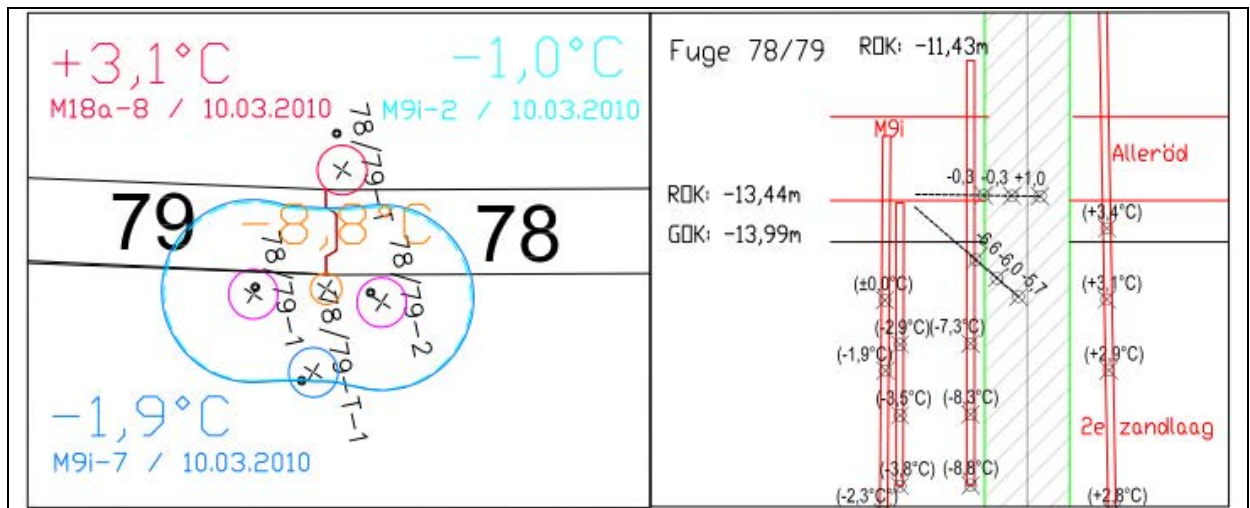 +3,1°C
M18a-8 / 10.03.2010
-1,0°C
M9i-2 / 10.03.2010
79
78
-8,8°C
78/79-T
78/79-1
78/79-2
78/79-T-1
-1,9°C
M9i-7 / 10.03.2010
Fuge 78/79
ROK: -11,43m
M9i
Alleröd
-0,3 -0,3 +1,0
ROK: -13,44m
GOK: -13,99m
(+3,4°C)
-6,6 -6,0 -5,7
(±0,0°C)
(+3,1°C)
(-2,9°C)(-7,3°C)
(-1,9°C)
(+2,9°C)
(-3,6°C) (-8,3°C)
2e zandlaag
(-3,8°C) (-8,8°C)
(-2,3°C)
(+2,8°C)